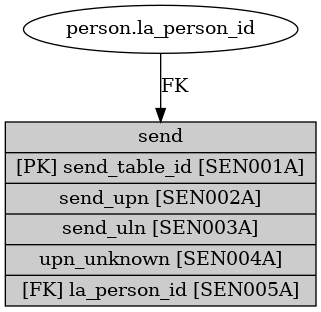 person.la_person_id
FK
send
[PK] send_table_id [SEN001A]
send_upn [SEN002A]
send_uln [SEN003A]
upn_unknown [SEN004A]
[FK] la_person_id [SEN005A]